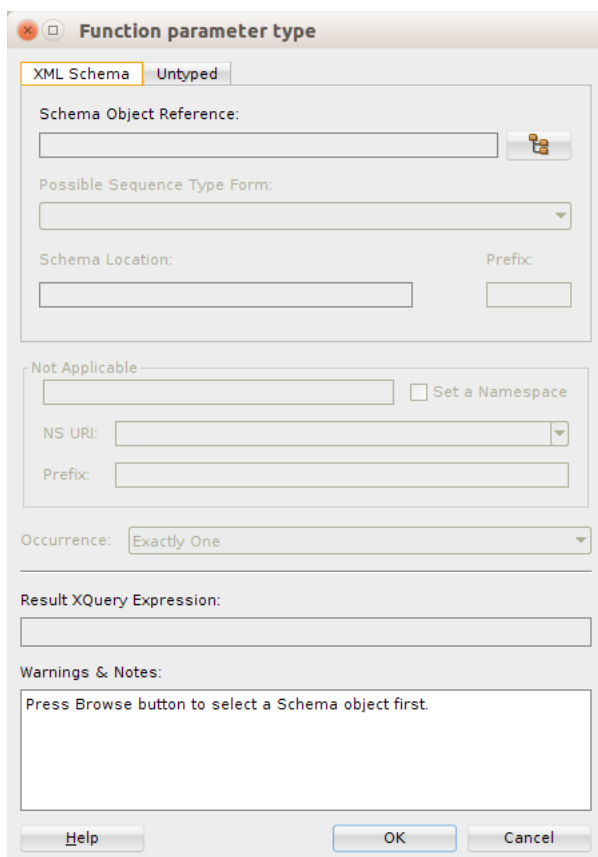 Function parameter type
XML Schema Untyped
Schema Object Reference:
Possible Sequence Type Form:
Schema Location: Prefix:
Not Applicable
Set a Namespace
NS URI:
Prefix:
Occurrence: Exactly One
Result XQuery Expression:
Warnings & Notes:
Press Browse button to select a Schema object first.
Help OK Cancel